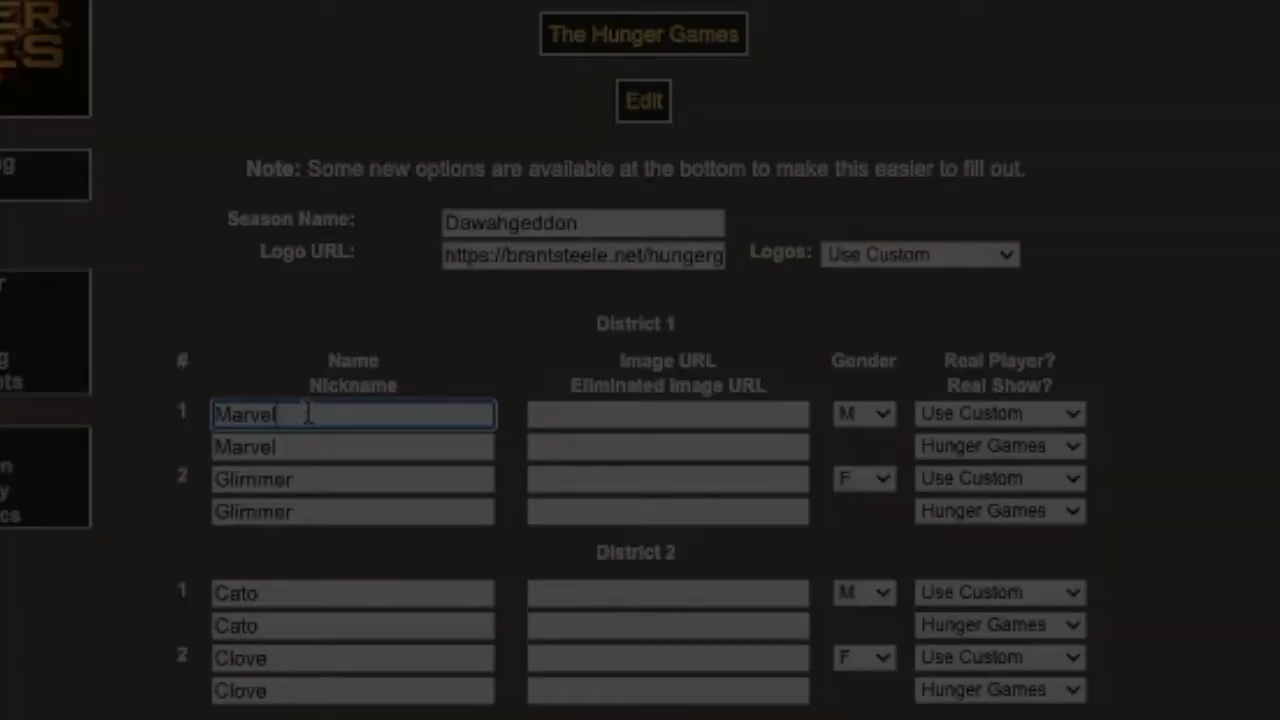 The Hunger Games
Edit
Note: Some new options are available at the bottom to make this easier to fill out.
Season Name: Dawahgeddon
Logo URL: https://brantsteele.net/hungerg Logos: Use Custom
District 1
# Name Image URL Gender Real Player?
Nickname Eliminated Image URL Real Show?
1 Marvel M Use Custom
Marvel Hunger Games
2 Glimmer F Use Custom
Glimmer Hunger Games
District 2
1 Cato M Use Custom
Cato Hunger Games
2 Clove F Use Custom
Clove Hunger Games